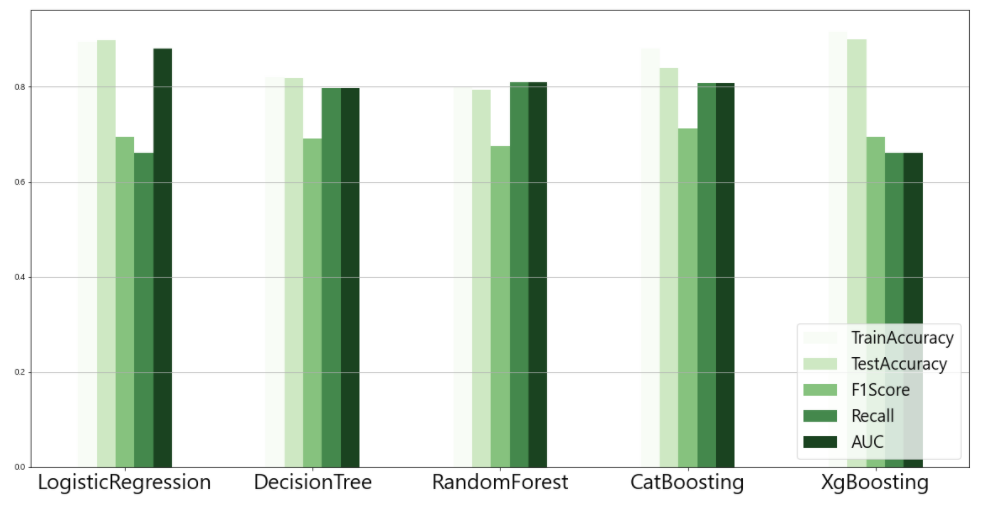 0.8
0.6
0.4
0.2
0.0
TrainAccuracy
TestAccuracy
F1Score
Recall
AUC
LogisticRegression DecisionTree RandomForest CatBoosting XgBoosting